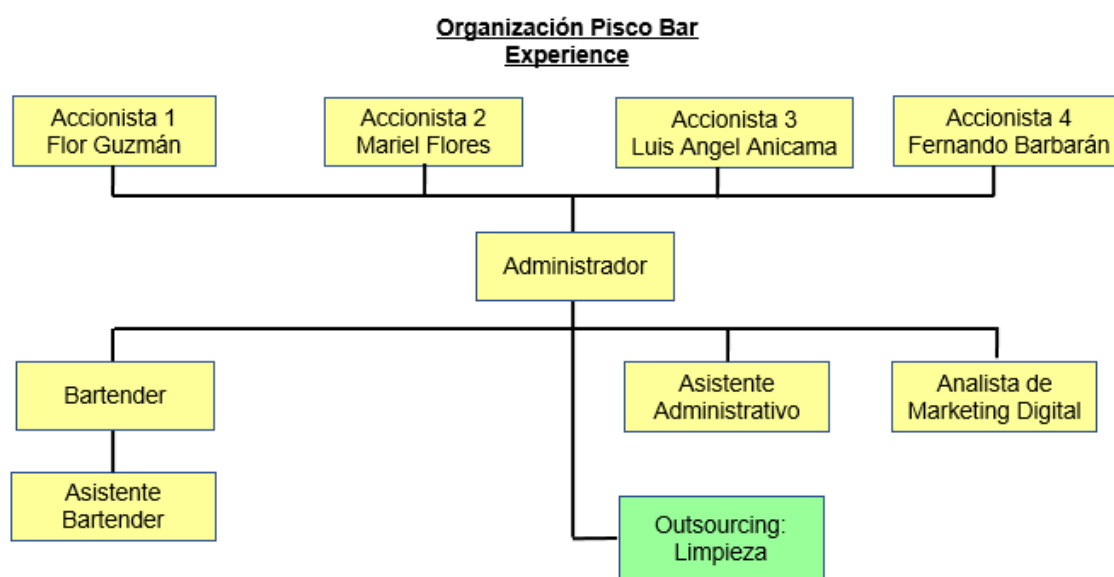 Organización Pisco Bar
Experience
Accionista 1
Flor Guzmán
Accionista 2
Mariel Flores
Accionista 3
Luis Angel Anicama
Accionista 4
Fernando Barbarán
Administrador
Bartender
Asistente
Administrativo
Analista de
Marketing Digital
Asistente
Bartender
Outsourcing:
Limpieza